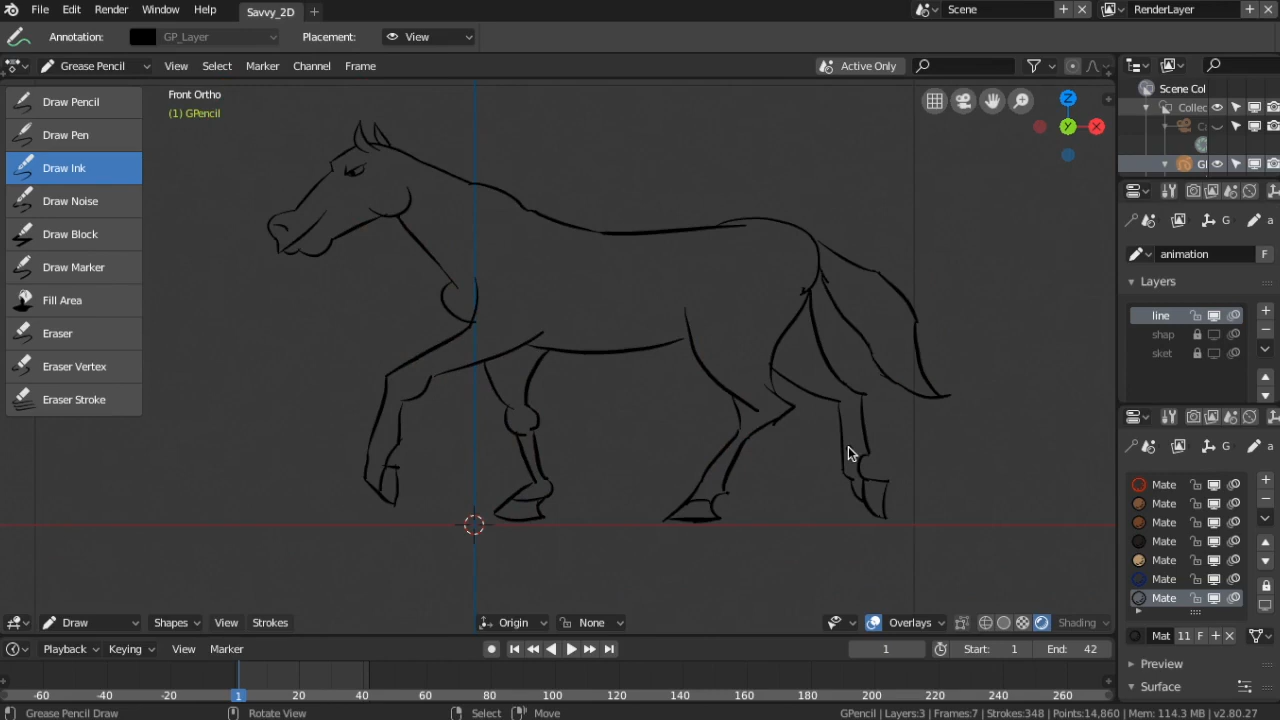 File Edit Render Window Help Savvy_2D + Scene RenderLayer
Annotation: GP_Layer Placement: View
Grease Pencil View Select Marker Channel Frame Active Only
Draw Pencil
Draw Pen
Draw Ink
Draw Noise
Draw Block
Draw Marker
Fill Area
Eraser
Eraser Vertex
Eraser Stroke
Front Ortho
(1) GPencil
Z
Y
X
Scene Col
Collec
Ca
G
animation F
Layers
line
shap
sket
Mate
Mate
Mate
Mate
Mate
Mate
Mate
Mat 11 F
Preview
Surface
Draw Shapes View Strokes Origin None Overlays Shading
Playback Keying View Marker 1 Start: 1 End: 42
-60 -40 -20 1 20 40 60 80 100 120 140 160 180 200 220 240 260
Grease Pencil Draw Rotate View Select Move GPencil | Layers:3 | Frames:7 | Strokes:348 | Points:14,860 | Mem: 114.3 MB | v2.80.27